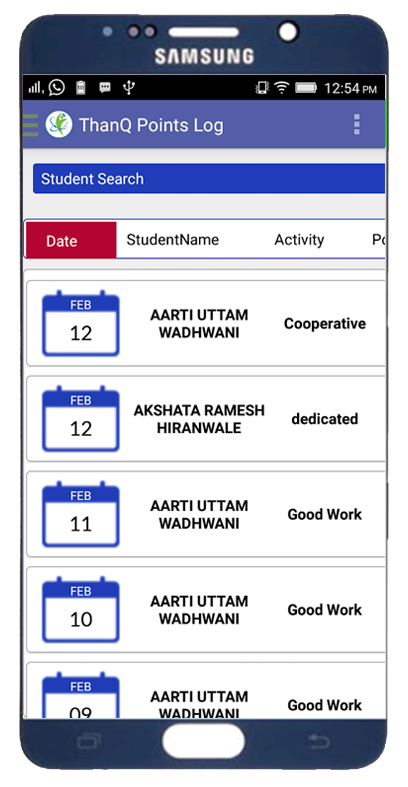 SAMSUNG
12:54 PM
ThanQ Points Log
Student Search
Date StudentName Activity
FEB
12
AARTI UTTAM
WADHWANI
Cooperative
FEB
12
AKSHATA RAMESH
HIRANWALE
dedicated
FEB
11
AARTI UTTAM
WADHWANI
Good Work
FEB
10
AARTI UTTAM
WADHWANI
Good Work
FEB
09
AARTI UTTAM
WADHWANI
Good Work